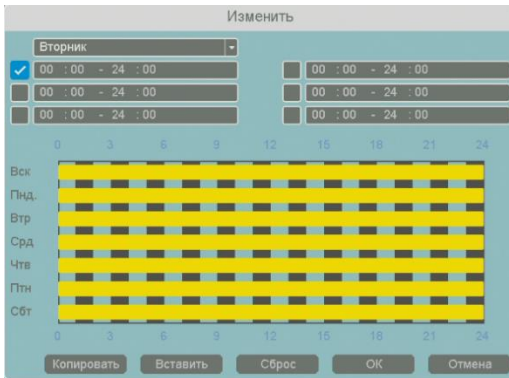 Изменить
Вторник
00 : 00 - 24 : 00 00 : 00 - 24 : 00
00 : 00 - 24 : 00 00 : 00 - 24 : 00
00 : 00 - 24 : 00 00 : 00 - 24 : 00
0 3 6 9 12 15 18 21 24
Вск
Пнд.
Втр
Срд
Чтв
Птн
Сбт
0 3 6 9 12 15 18 21 24
Копировать Вставить Сброс ОК Отмена